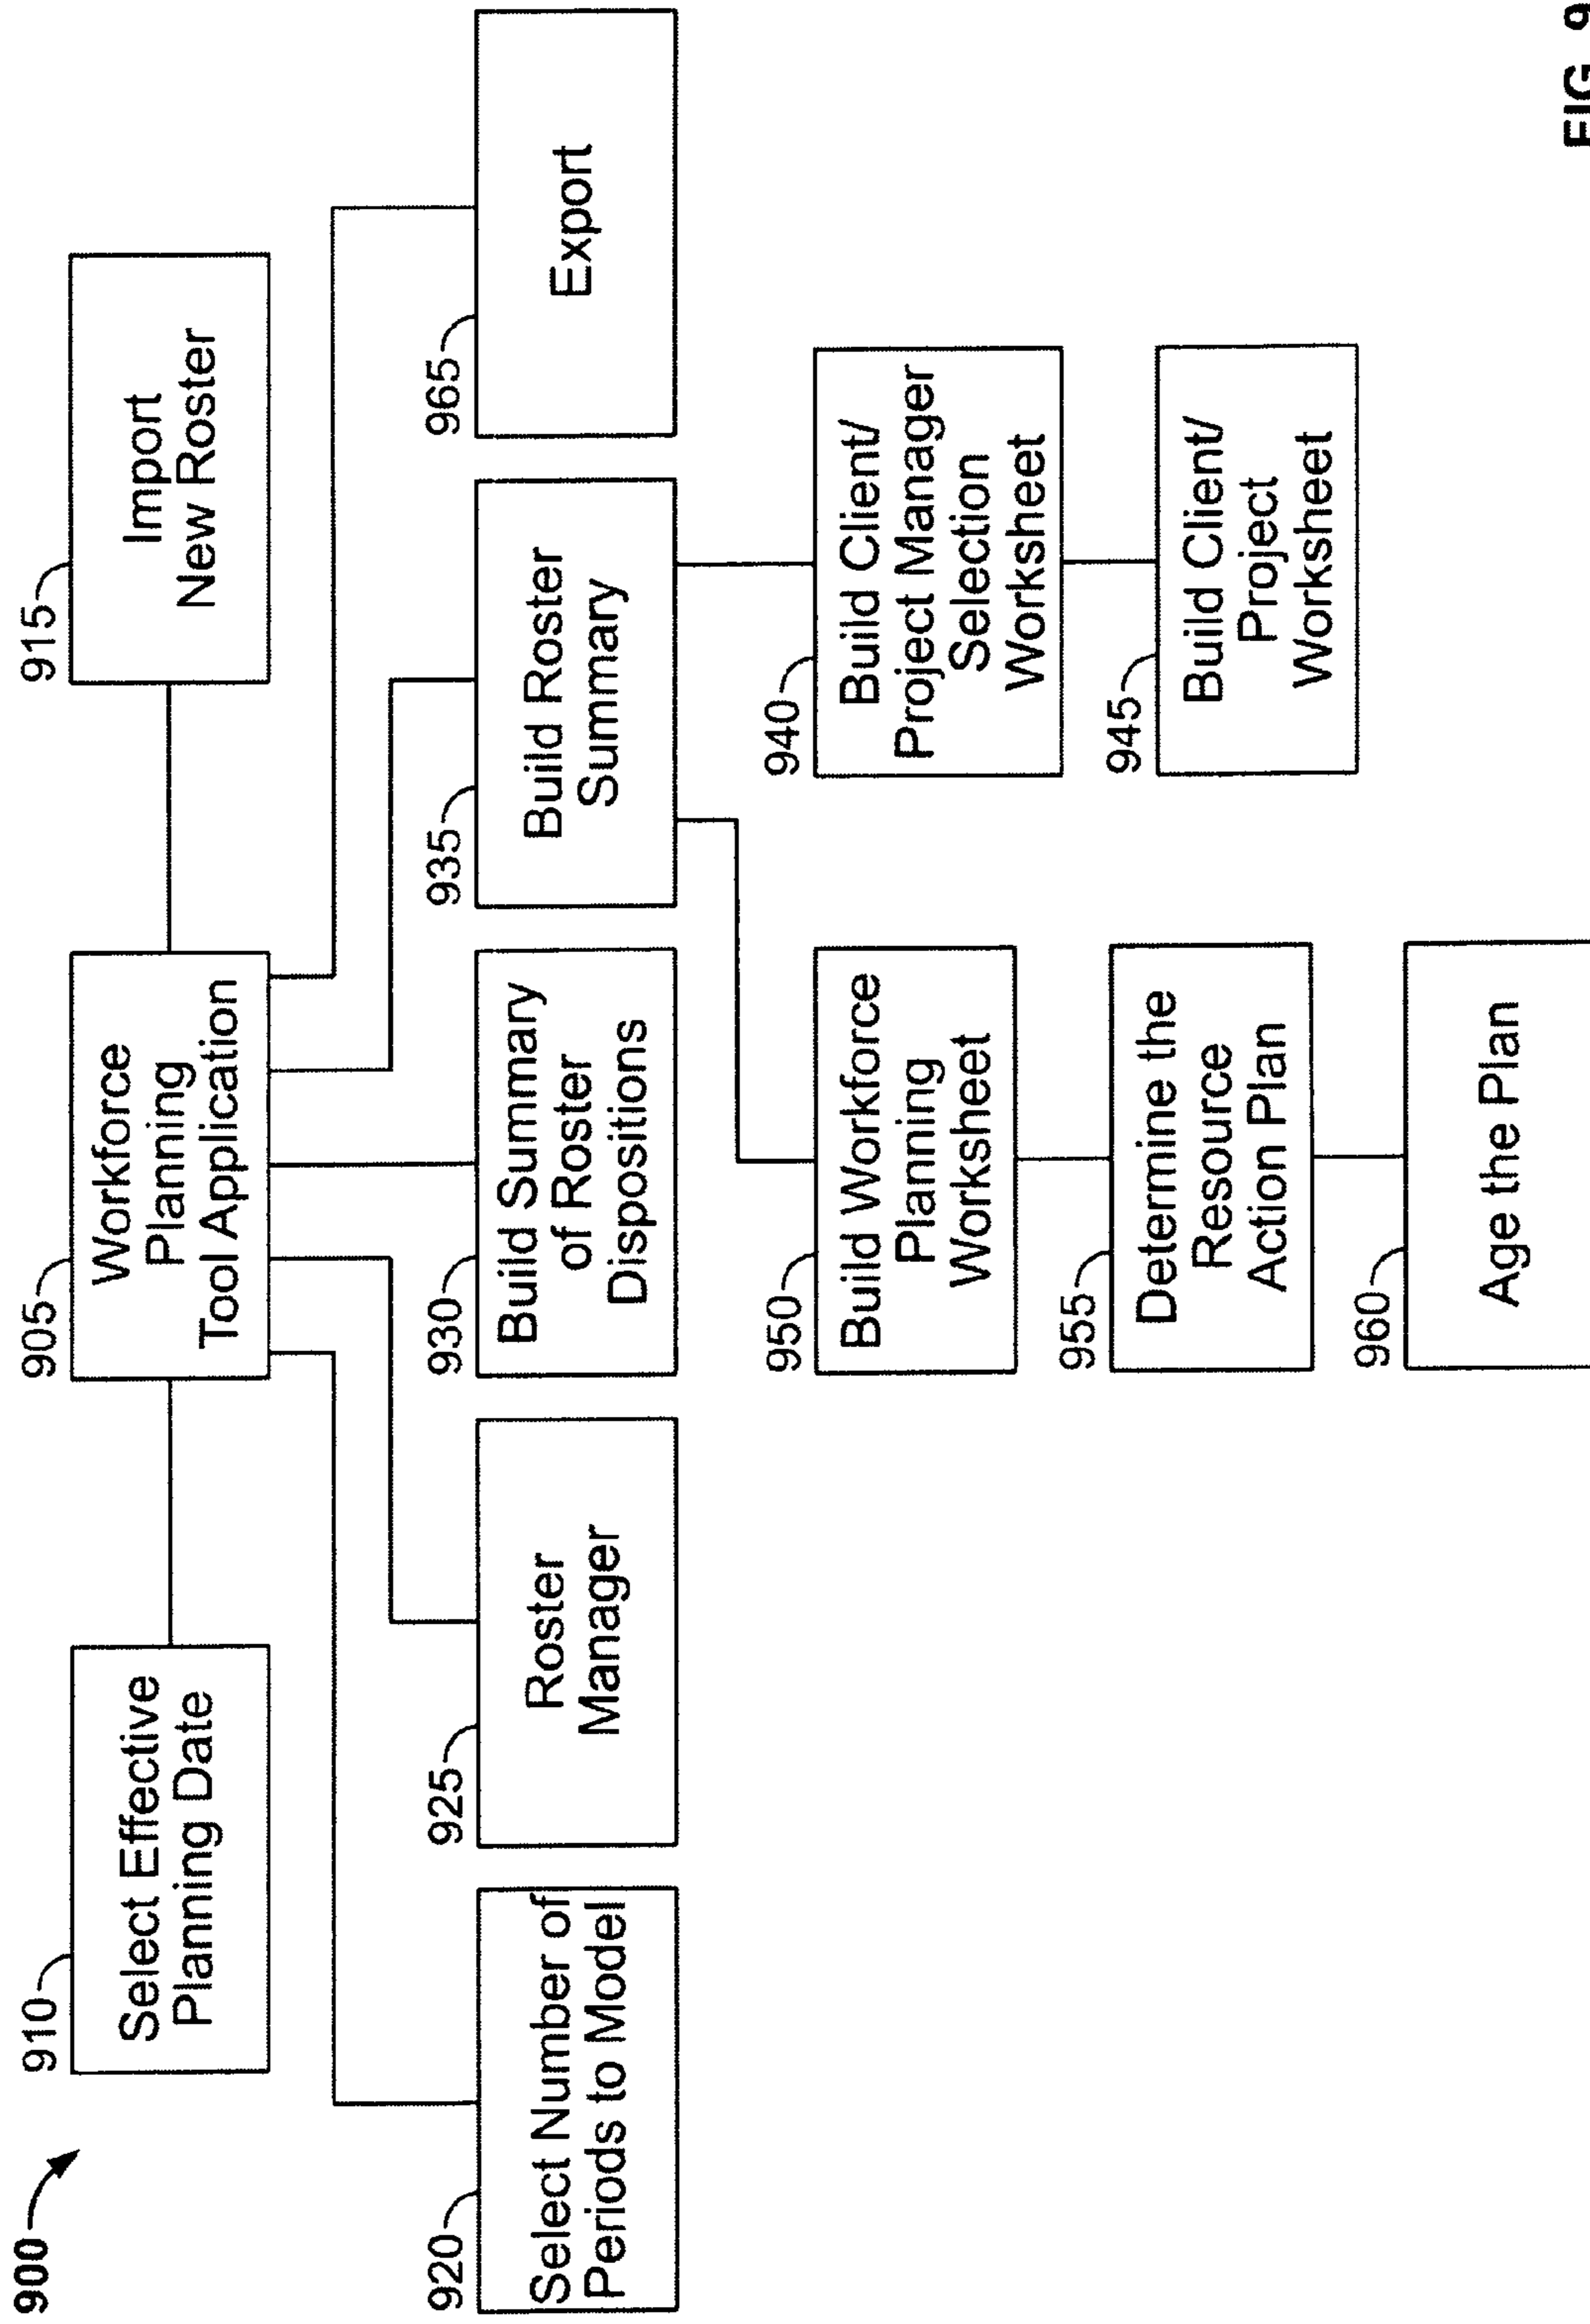 900
910
Select Effective
Planning Date
905
Workforce
Planning
Tool Application
915
Import
New Roster
920
Select Number of
Periods to Model
925
Roster
Manager
930
Build Summary
of Roster
Dispositions
935
Build Roster
Summary
965
Export
950
Build Workforce
Planning
Worksheet
940
Build Client/
Project Manager
Selection
Worksheet
955
Determine the
Resource
Action Plan
945
Build Client/
Project
Worksheet
960
Age the Plan
FIG. 9